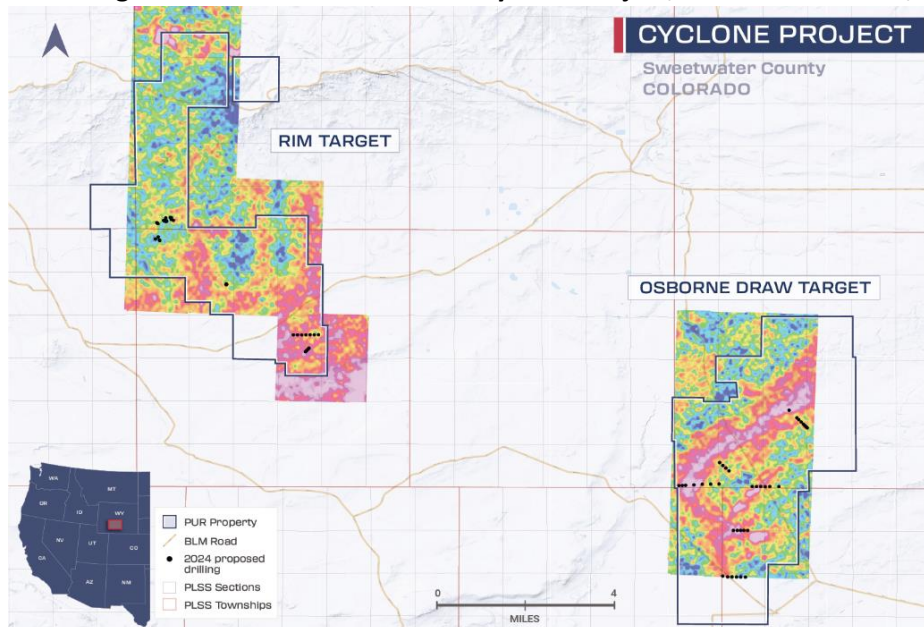 CYCLONE PROJECT
Sweetwater County
COLORADO
RIM TARGET
OSBORNE DRAW TARGET
WA
MT
OR
ID
WY
NV
UT
CO
CA
AZ
NM
PUR Property
BLM Road
2024 proposed
drilling
PLSS Sections
PLSS Townships
0
4
MILES